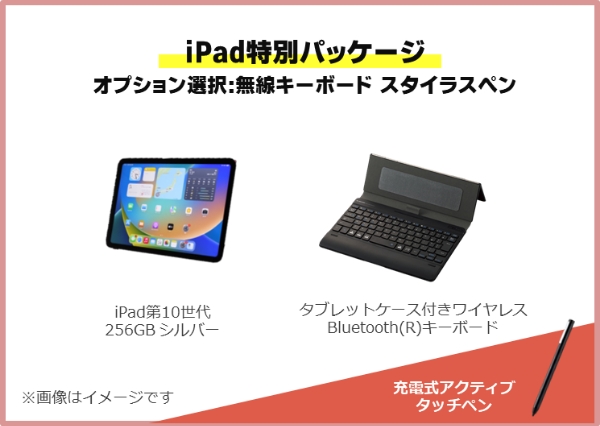 iPad特別パッケージ
オプション選択:無線キーボード スタイラスペン
iPad第10世代
256GB シルバー
タブレットケース付きワイヤレス
Bluetooth(R)キーボード
充電式アクティブ
タッチペン
※画像はイメージです